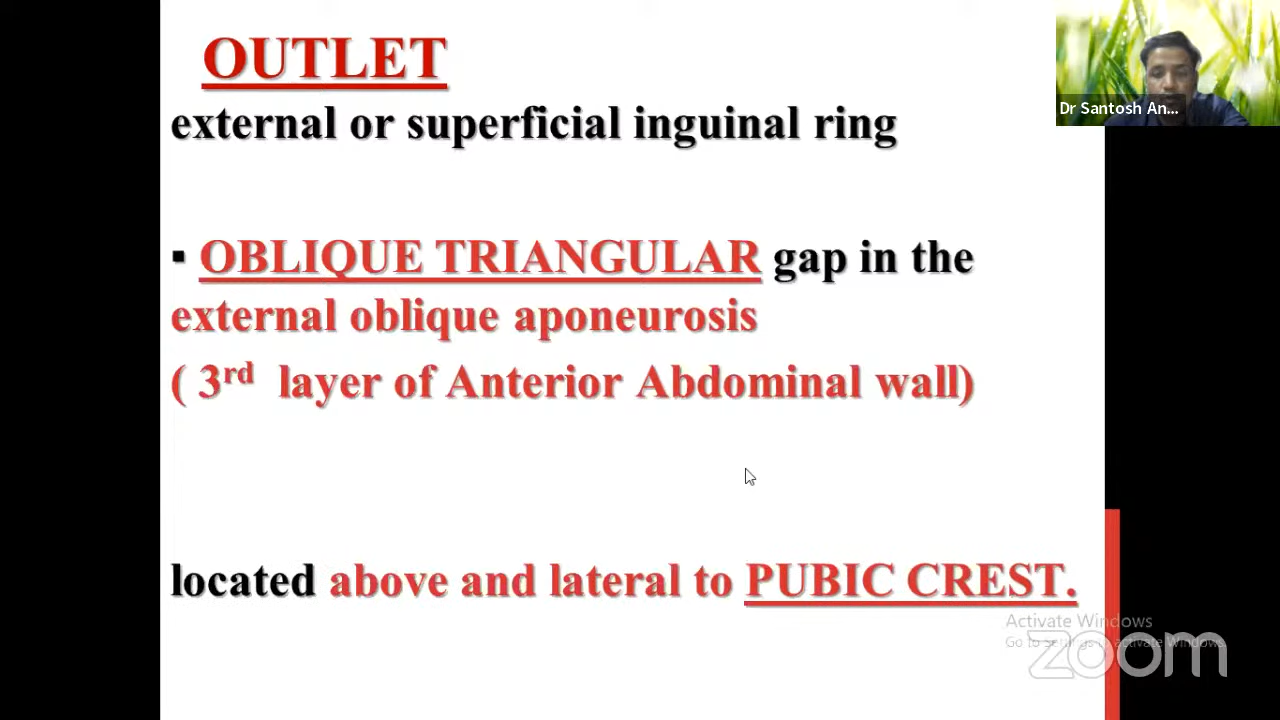 OUTLET
external or superficial inguinal ring
▪ OBLIQUE TRIANGULAR gap in the
external oblique aponeurosis
( 3rd layer of Anterior Abdominal wall)
located above and lateral to PUBIC CREST.
Dr Santosh An...
Activate Windows
Go to Settings to activate Windows.
zoom